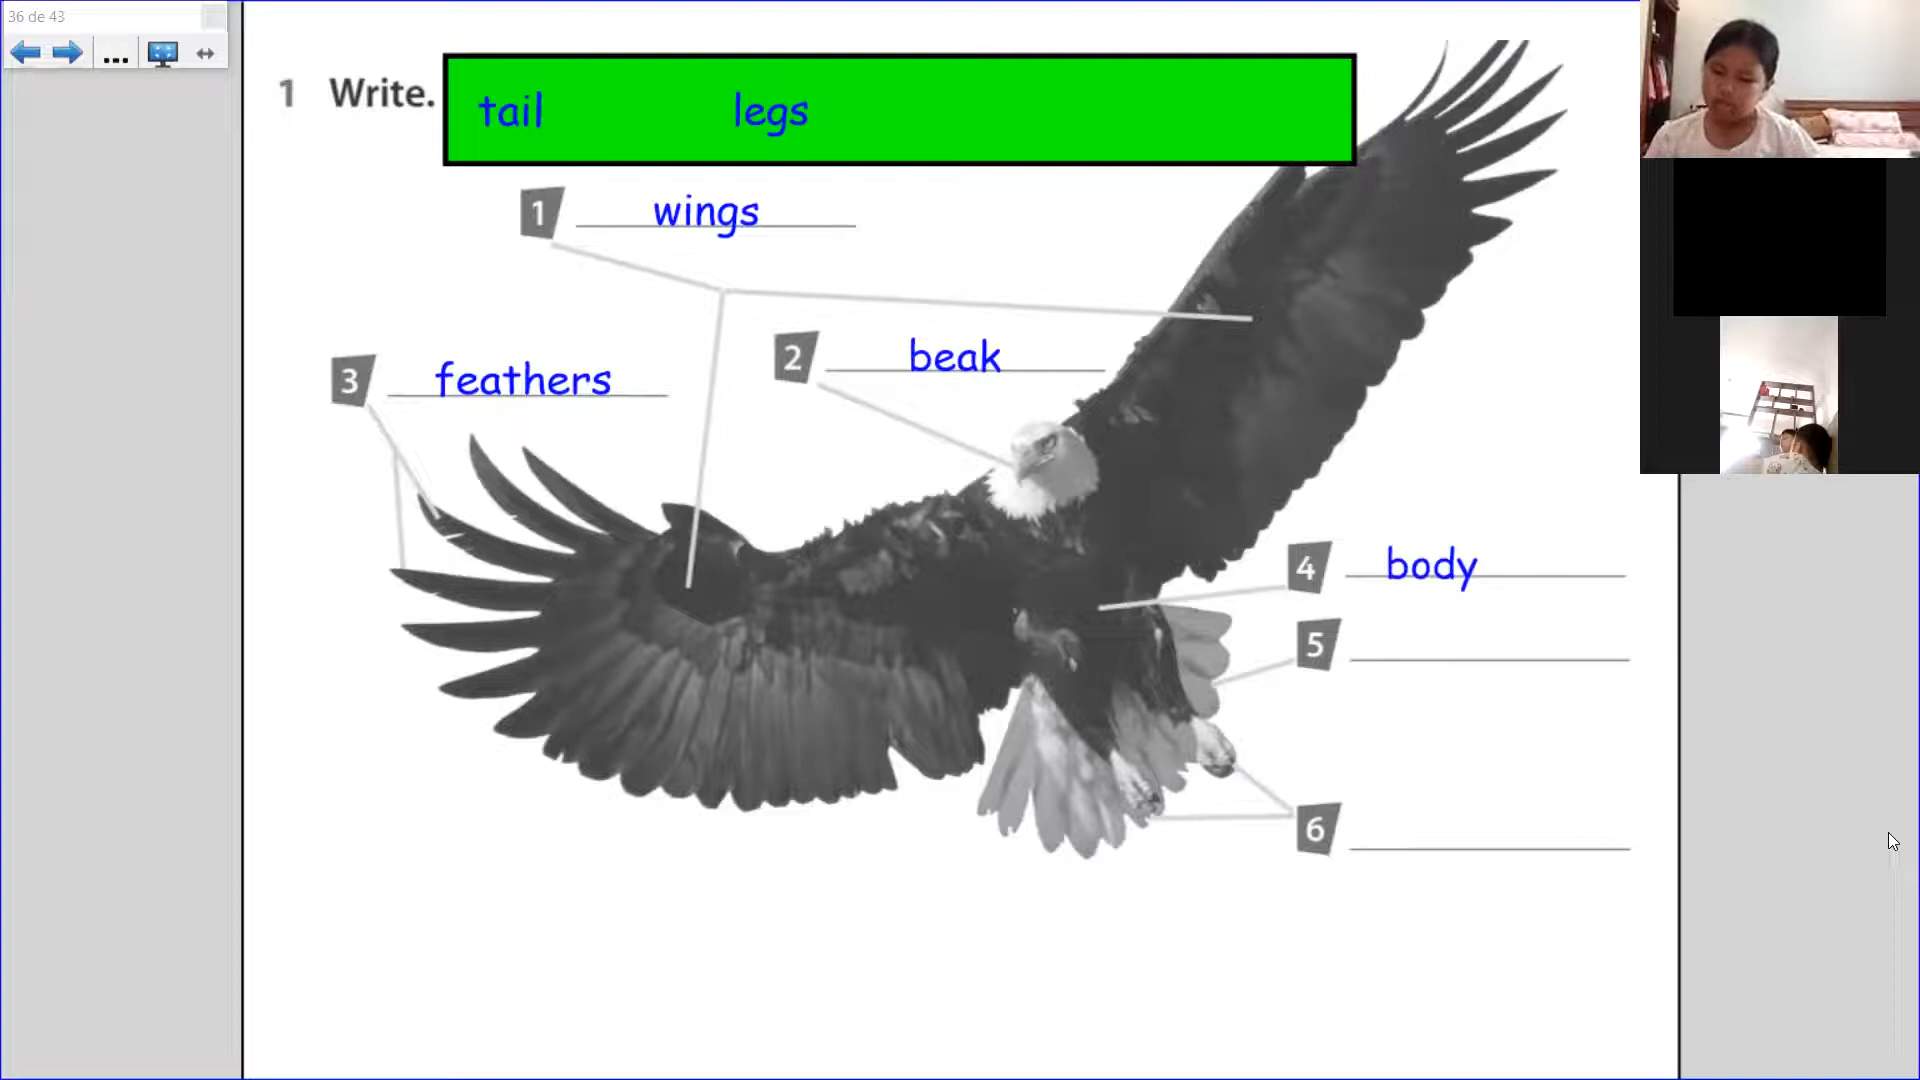 36 de 43
...
1 Write.
tail legs
1 wings
2 beak
3 feathers
4 body
5
6